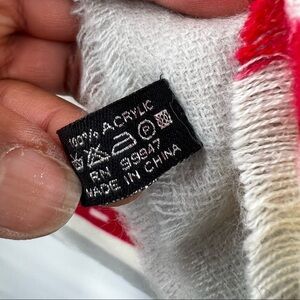 100% ACRYLIC
P
RN 99947
MADE IN CHINA